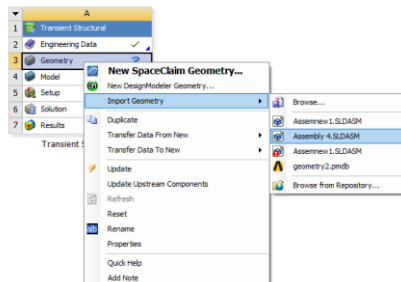 A
1 Transient Structural
2 Engineering Data
3 Geometry ?
4 Model
5 Setup
6 Solution
7 Results
Transient S
New SpaceClaim Geometry...
New DesignModeler Geometry...
Import Geometry
Duplicate
Transfer Data From New
Transfer Data To New
Update
Update Upstream Components
Refresh
Reset
ab Rename
Properties
Quick Help
Add Note
Browse...
Assemnew1.SLDASM
Assembly 4.SLDASM
Assemnew1.SLDASM
geometry2.pmdb
Browse from Repository...